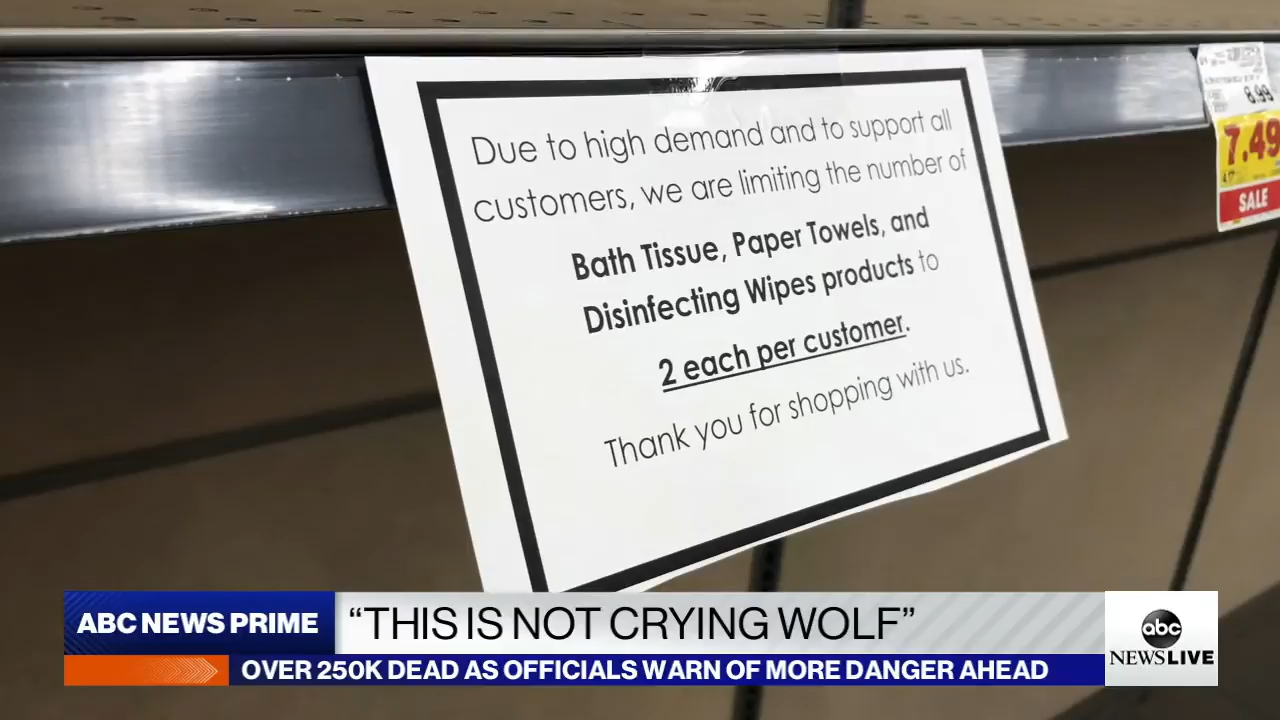 Due to high demand and to support all
customers, we are limiting the number of
Bath Tissue, Paper Towels, and
Disinfecting Wipes products to
2 each per customer.
Thank you for shopping with us.
8.99
7.49
SALE
ABC NEWS PRIME
“THIS IS NOT CRYING WOLF”
OVER 250K DEAD AS OFFICIALS WARN OF MORE DANGER AHEAD
abc
NEWS LIVE